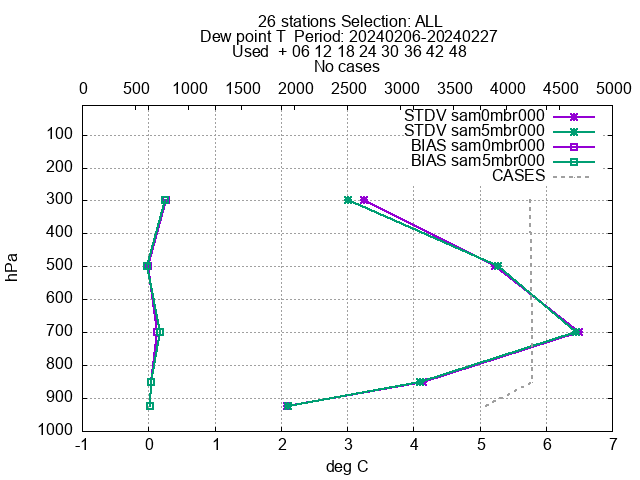 26 stations Selection: ALL
Dew point T  Period: 20240206-20240227
Used  + 06 12 18 24 30 36 42 48
No cases
0 500 1000 1500 2000 2500 3000 3500 4000 4500 5000
STDV sam0mbr000
STDV sam5mbr000
BIAS sam0mbr000
BIAS sam5mbr000
CASES
100
200
300
400
500
600
700
800
900
1000
hPa
-1 0 1 2 3 4 5 6 7
deg C